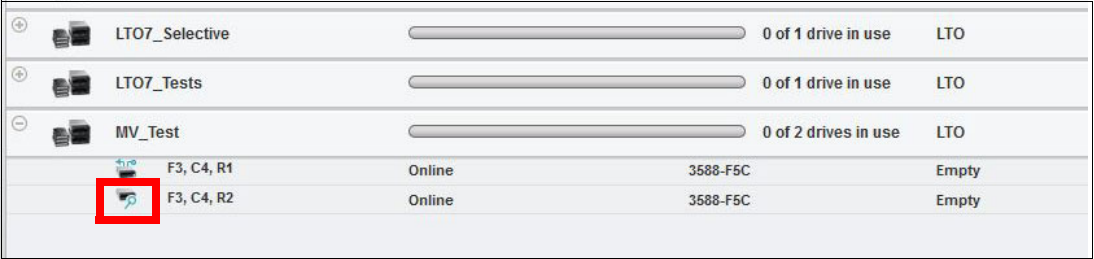 LTO7_Selective 0 of 1 drive in use LTO
LTO7_Tests 0 of 1 drive in use LTO
MV_Test 0 of 2 drives in use LTO
F3, C4, R1 Online 3588-F5C Empty
F3, C4, R2 Online 3588-F5C Empty